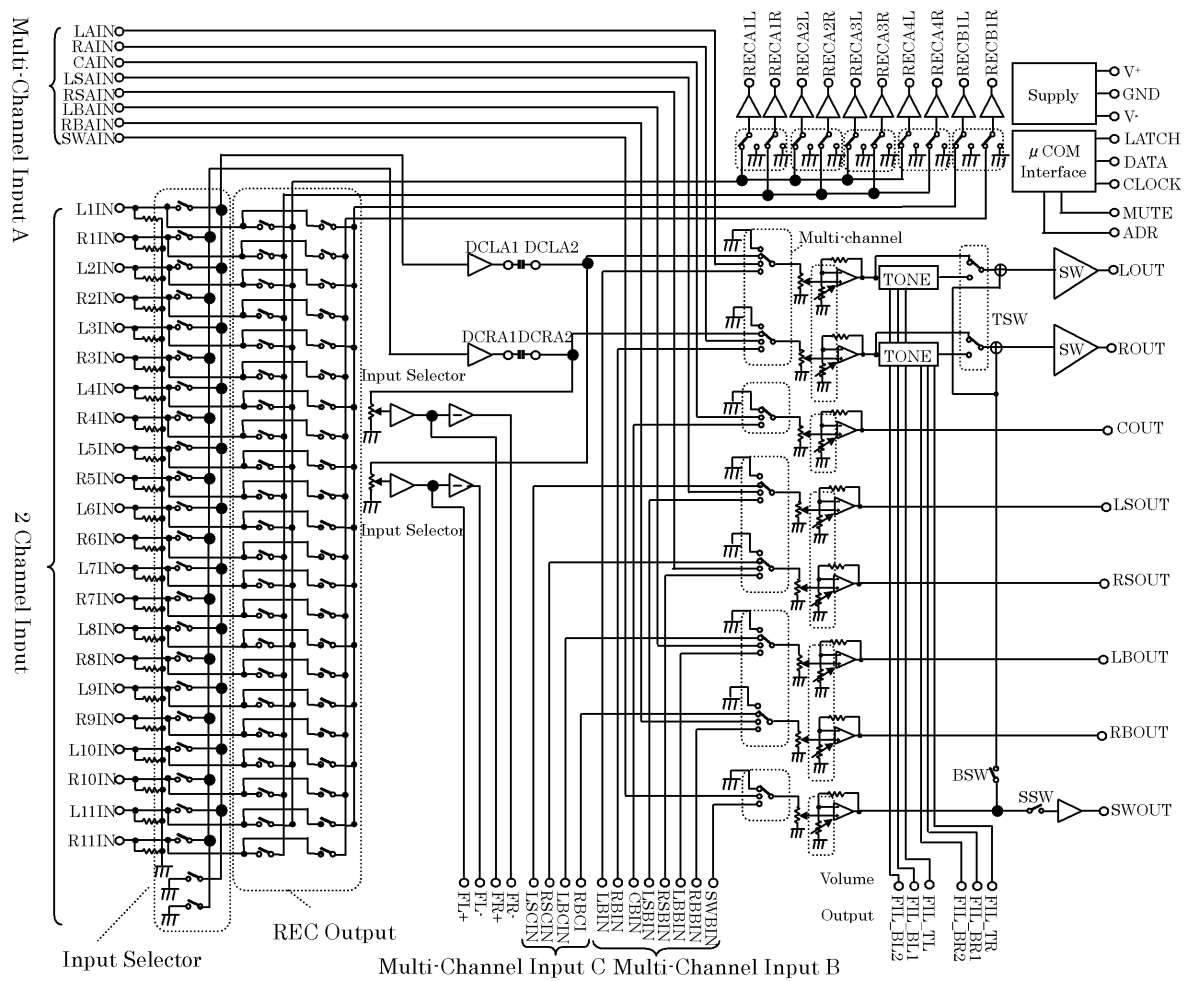 Multi-Channel Input A
LAIN
RAIN
CAIN
LSAIN
RSAIN
LBAIN
RBAIN
SWAIN
RECA1L
RECA1R
RECA2L
RECA2R
RECA3L
RECA3R
RECA4L
RECA4R
RECB1L
RECB1R
Supply
V+
GND
V-
μCOM
Interface
LATCH
DATA
CLOCK
MUTE
ADR
2 Channel Input
L1IN
R1IN
L2IN
R2IN
L3IN
R3IN
L4IN
R4IN
L5IN
R5IN
L6IN
R6IN
L7IN
R7IN
L8IN
R8IN
L9IN
R9IN
L10IN
R10IN
L11IN
R11IN
DCLA1 DCLA2
DCRA1DCRA2
Input Selector
Input Selector
Multi-channel
TONE
TONE
TSW
SW
SW
LOUT
ROUT
COUT
LSOUT
RSOUT
LBOUT
RBOUT
BSW
SSW
SWOUT
Volume
Output
FL+
FL-
FR+
FR-
LSCIN
RSCIN
LBCIN
RBCI
LBIN
RBIN
CBIN
LSBIN
RSBIN
LBBIN
RBBIN
SWBIN
FIL_BL2
FIL_BL1
FIL_TL
FIL_BR2
FIL_BR1
FIL_TR
REC Output
Input Selector
Multi-Channel Input C
Multi-Channel Input B